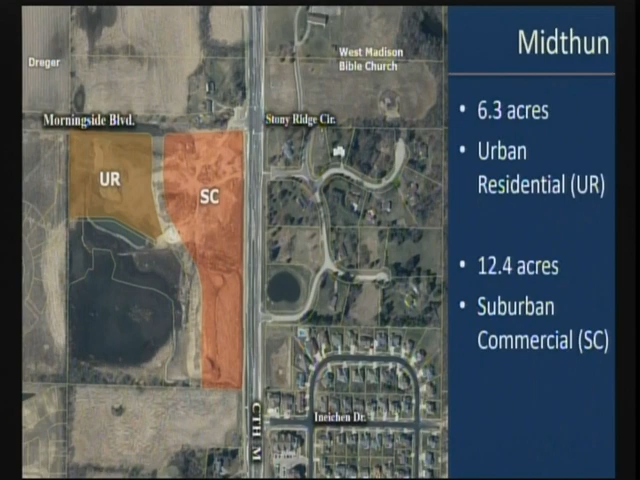 Midthun
• 6.3 acres
• Urban
Residential (UR)
• 12.4 acres
• Suburban
Commercial (SC)
Dreger
West Madison
Bible Church
Morningside Blvd.
Stony Ridge Cir.
UR
SC
Ineichen Dr.
CTH M